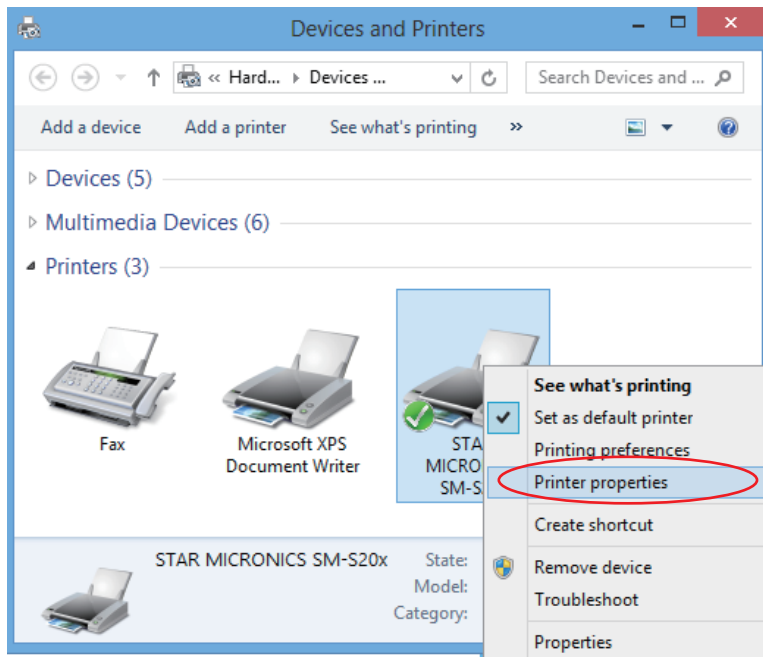 Devices and Printers
« Hard... Devices ...
Search Devices and ...
Add a device Add a printer See what's printing »
Devices (5)
Multimedia Devices (6)
Printers (3)
Fax
Microsoft XPS
Document Writer
STA
MICRO
SM-S
See what's printing
Set as default printer
Printing preferences
Printer properties
Create shortcut
Remove device
Troubleshoot
Properties
STAR MICRONICS SM-S20x State:
Model:
Category: